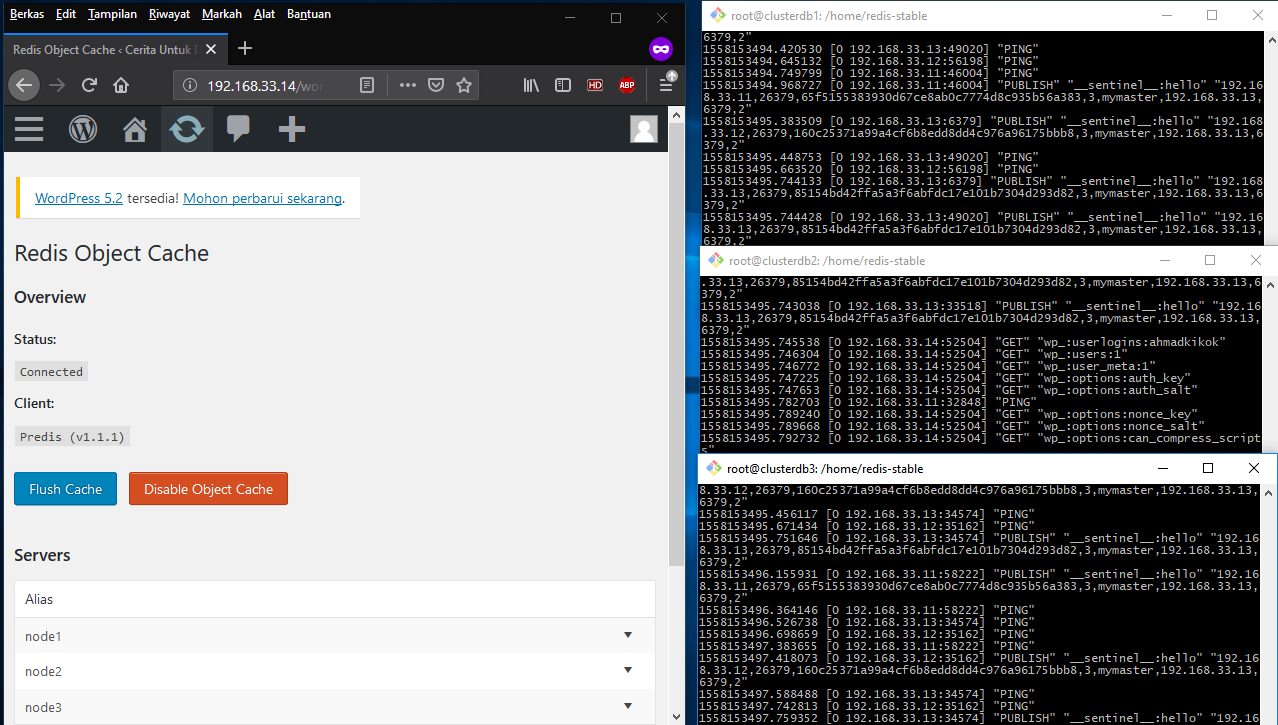 Berkas Edit Tampilan Riwayat Markah Alat Bantuan
Redis Object Cache ‹ Cerita Untuk
192.168.33.14/wor
HD
ABP
WordPress 5.2 tersedia! Mohon perbarui sekarang.
Redis Object Cache
Overview
Status:
Connected
Client:
Predis (v1.1.1)
Flush Cache Disable Object Cache
Servers
Alias
node1
node2
node3
root@clusterdb1: /home/redis-stable
6379,2"
1558153494.420530 [0 192.168.33.13:49020] "PING"
1558153494.645132 [0 192.168.33.12:56198] "PING"
1558153494.749799 [0 192.168.33.11:46004] "PING"
1558153494.968727 [0 192.168.33.11:46004] "PUBLISH" "__sentinel__:hello" "192.16
8.33.11,26379,65f5155383930d67ce8ab0c7774d8c935b56a383,3,mymaster,192.168.33.13,
6379,2"
1558153495.383509 [0 192.168.33.13:6379] "PUBLISH" "__sentinel__:hello" "192.168
.33.12,26379,160c25371a99a4cf6b8edd8dd4c976a96175bbb8,3,mymaster,192.168.33.13,6
379,2"
1558153495.448753 [0 192.168.33.13:49020] "PING"
1558153495.663520 [0 192.168.33.12:56198] "PING"
1558153495.744133 [0 192.168.33.13:6379] "PUBLISH" "__sentinel__:hello" "192.168
.33.13,26379,85154bd42ffa5a3f6abfdc17e101b7304d293d82,3,mymaster,192.168.33.13,6
379,2"
1558153495.744428 [0 192.168.33.13:49020] "PUBLISH" "__sentinel__:hello" "192.16
8.33.13,26379,85154bd42ffa5a3f6abfdc17e101b7304d293d82,3,mymaster,192.168.33.13,
6379,2"
root@clusterdb2: /home/redis-stable
.33.13,26379,85154bd42ffa5a3f6abfdc17e101b7304d293d82,3,mymaster,192.168.33.13,6
379,2"
1558153495.743038 [0 192.168.33.13:33518] "PUBLISH" "__sentinel__:hello" "192.16
8.33.13,26379,85154bd42ffa5a3f6abfdc17e101b7304d293d82,3,mymaster,192.168.33.13,
6379,2"
1558153495.745538 [0 192.168.33.14:52504] "GET" "wp_:userlogins:ahmadkikok"
1558153495.746304 [0 192.168.33.14:52504] "GET" "wp_:users:1"
1558153495.746772 [0 192.168.33.14:52504] "GET" "wp_:user_meta:1"
1558153495.747225 [0 192.168.33.14:52504] "GET" "wp_:options:auth_key"
1558153495.747653 [0 192.168.33.14:52504] "GET" "wp_:options:auth_salt"
1558153495.782703 [0 192.168.33.11:32848] "PING"
1558153495.789240 [0 192.168.33.14:52504] "GET" "wp_:options:nonce_key"
1558153495.789668 [0 192.168.33.14:52504] "GET" "wp_:options:nonce_salt"
1558153495.792732 [0 192.168.33.14:52504] "GET" "wp_:options:can_compress_script
s"
root@clusterdb3: /home/redis-stable
8.33.12,26379,160c25371a99a4cf6b8edd8dd4c976a96175bbb8,3,mymaster,192.168.33.13,
6379,2"
1558153495.456117 [0 192.168.33.13:34574] "PING"
1558153495.671434 [0 192.168.33.12:35162] "PING"
1558153495.751646 [0 192.168.33.13:34574] "PUBLISH" "__sentinel__:hello" "192.16
8.33.13,26379,85154bd42ffa5a3f6abfdc17e101b7304d293d82,3,mymaster,192.168.33.13,
6379,2"
1558153496.155931 [0 192.168.33.11:58222] "PUBLISH" "__sentinel__:hello" "192.16
8.33.11,26379,65f5155383930d67ce8ab0c7774d8c935b56a383,3,mymaster,192.168.33.13,
6379,2"
1558153496.364146 [0 192.168.33.11:58222] "PING"
1558153496.526738 [0 192.168.33.13:34574] "PING"
1558153496.698659 [0 192.168.33.12:35162] "PING"
1558153497.383655 [0 192.168.33.11:58222] "PING"
1558153497.418073 [0 192.168.33.12:35162] "PUBLISH" "__sentinel__:hello" "192.16
8.33.12,26379,160c25371a99a4cf6b8edd8dd4c976a96175bbb8,3,mymaster,192.168.33.13,
6379,2"
1558153497.588488 [0 192.168.33.13:34574] "PING"
1558153497.742813 [0 192.168.33.12:35162] "PING"
1558153497.759352 [0 192.168.33.13:34574] "PUBLISH" "__sentinel__:hello" "192.16